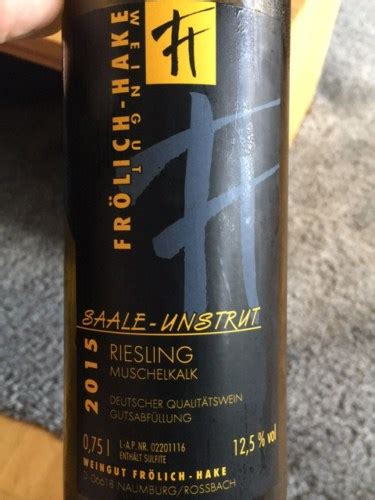 WEINGUT
FRÖLICH-HAKE
SAALE-UNSTRUT
2015
RIESLING
MUSCHELKALK
DEUTSCHER QUALITÄTSWEIN
GUTSABFÜLLUNG
0,75 l
L-A.P.NR. 02201116
ENTHÄLT SULFITE
12,5 % vol
WEINGUT FRÖLICH-HAKE
D-06618 NAUMBURG/ROSSBACH